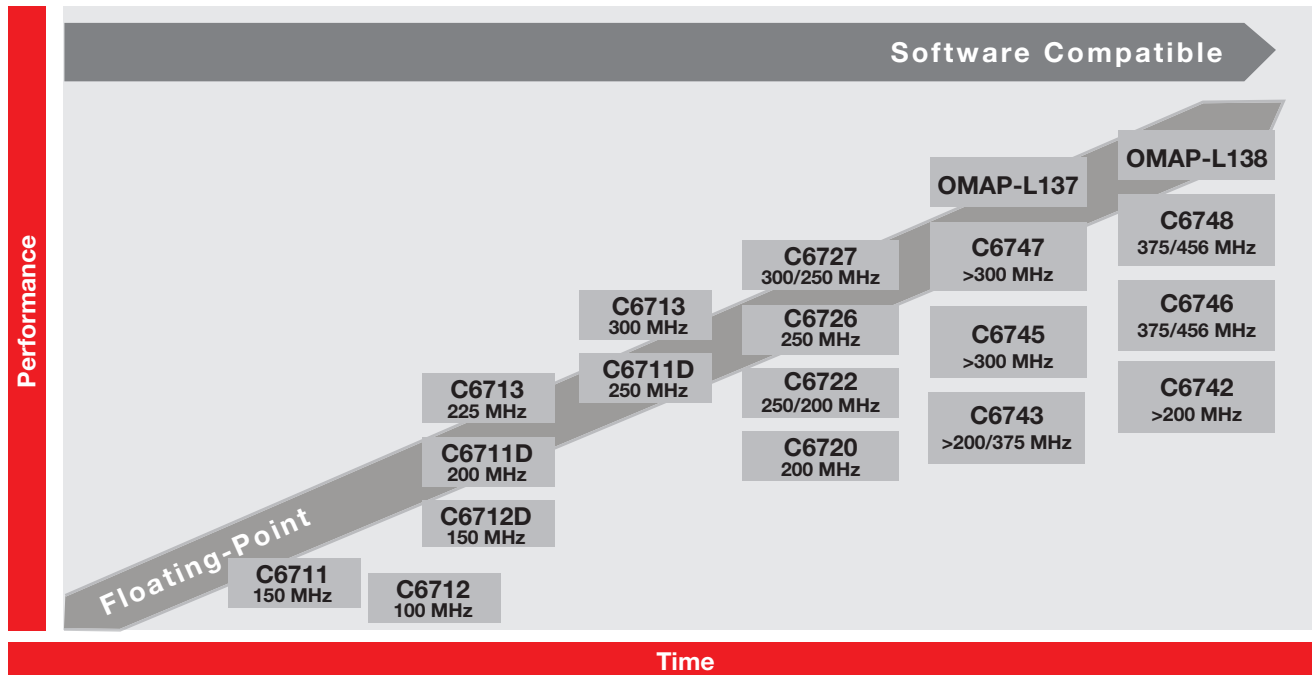 Performance
Software Compatible
Floating-Point
C6711
150 MHz
C6712
100 MHz
C6713
225 MHz
C6711D
200 MHz
C6712D
150 MHz
C6713
300 MHz
C6711D
250 MHz
C6727
300/250 MHz
C6726
250 MHz
C6722
250/200 MHz
C6720
200 MHz
OMAP-L137
C6747
>300 MHz
C6745
>300 MHz
C6743
>200/375 MHz
OMAP-L138
C6748
375/456 MHz
C6746
375/456 MHz
C6742
>200 MHz
Time